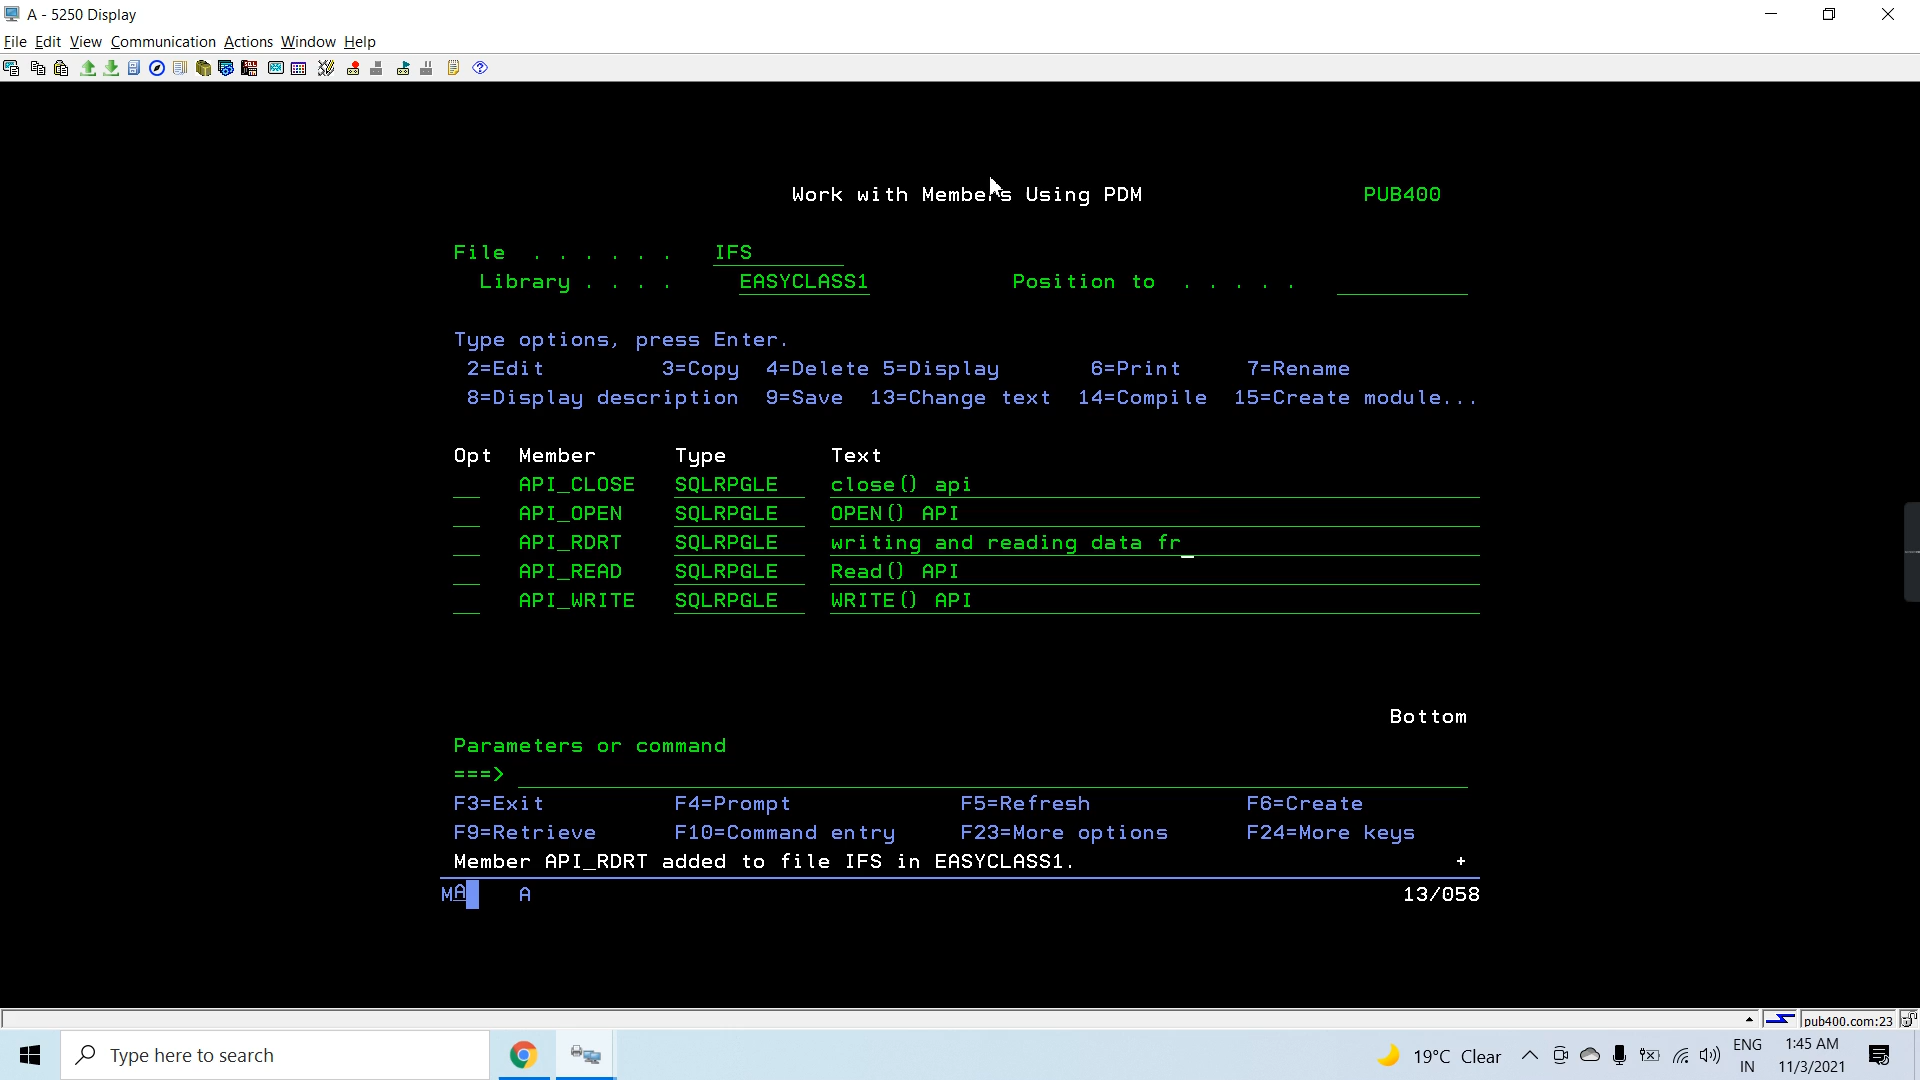 A - 5250 Display
File Edit View Communication Actions Window Help
Work with Members Using PDM PUB400
File . . . . . . IFS
Library . . . . EASYCLASS1 Position to . . . . .
Type options, press Enter.
2=Edit 3=Copy 4=Delete 5=Display 6=Print 7=Rename
8=Display description 9=Save 13=Change text 14=Compile 15=Create module...
Opt Member Type Text
API_CLOSE SQLRPGLE close() api
API_OPEN SQLRPGLE OPEN() API
API_RDRT SQLRPGLE writing and reading data fr_
API_READ SQLRPGLE Read() API
API_WRITE SQLRPGLE WRITE() API
Bottom
Parameters or command
===>
F3=Exit F4=Prompt F5=Refresh F6=Create
F9=Retrieve F10=Command entry F23=More options F24=More keys
Member API_RDRT added to file IFS in EASYCLASS1. +
MA A 13/058
pub400.com:23
Type here to search
19°C Clear
ENG
IN
1:45 AM
11/3/2021